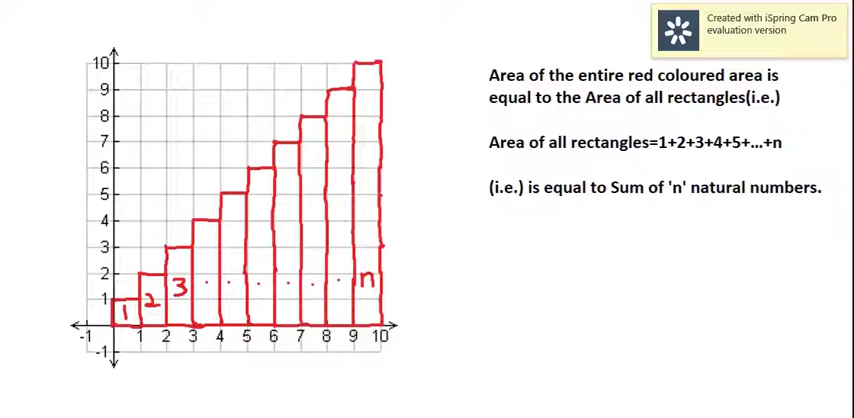 Created with iSpring Cam Pro
evaluation version
Area of the entire red coloured area is
equal to the Area of all rectangles(i.e.)
Area of all rectangles=1+2+3+4+5+...+n
(i.e.) is equal to Sum of 'n' natural numbers.
10
9
8
7
6
5
4
3
2
1
-1
1 2 3 . . . . . . n
-1 1 2 3 4 5 6 7 8 9 10